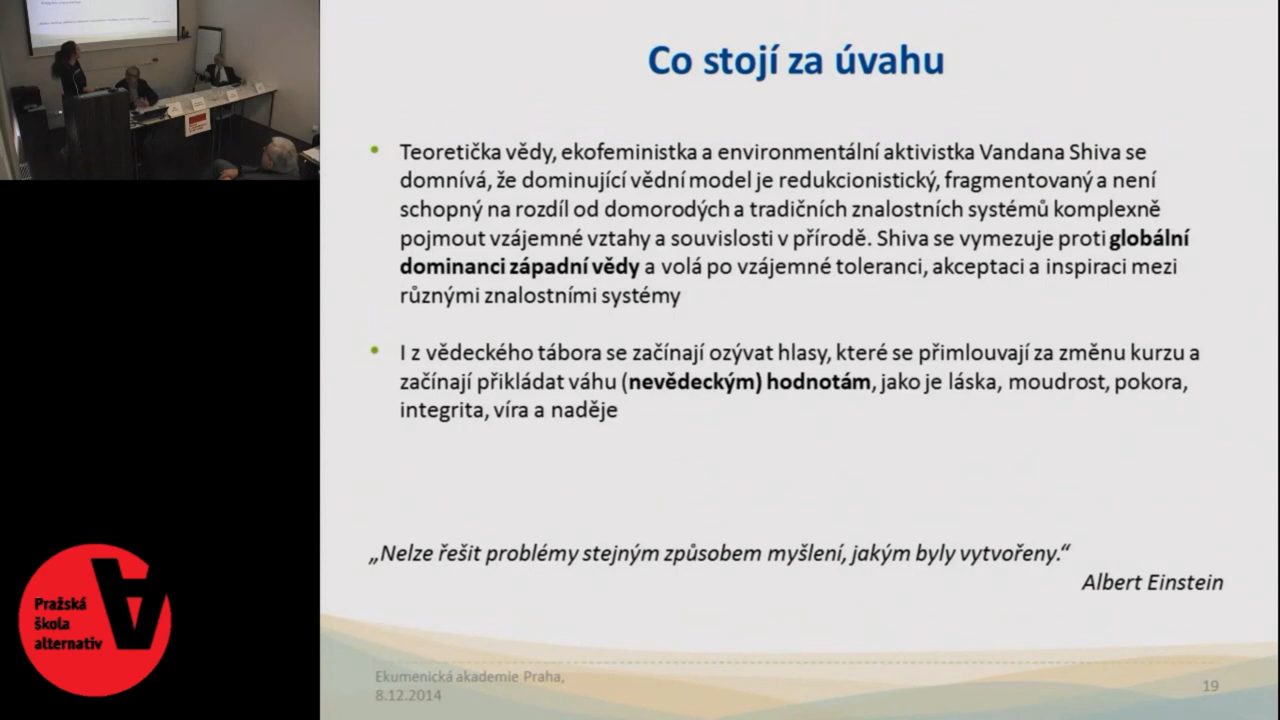 Co stojí za úvahu
Teoretička vědy, ekofeministka a environmentální aktivistka Vandana Shiva se
domnívá, že dominující vědní model je redukcionistický, fragmentovaný a není
schopný na rozdíl od domorodých a tradičních znalostních systémů komplexně
pojmout vzájemné vztahy a souvislosti v přírodě. Shiva se vymezuje proti globální
dominanci západní vědy a volá po vzájemné toleranci, akceptaci a inspiraci mezi
různými znalostními systémy
I z vědeckého tábora se začínají ozývat hlasy, které se přimlouvají za změnu kurzu a
začínají přikládat váhu (nevědeckým) hodnotám, jako je láska, moudrost, pokora,
integrita, víra a naděje
„Nelze řešit problémy stejným způsobem myšlení, jakým byly vytvořeny.“
Albert Einstein
Pražská
škola
alternativ
Ekumenická akademie Praha,
8.12.2014
19